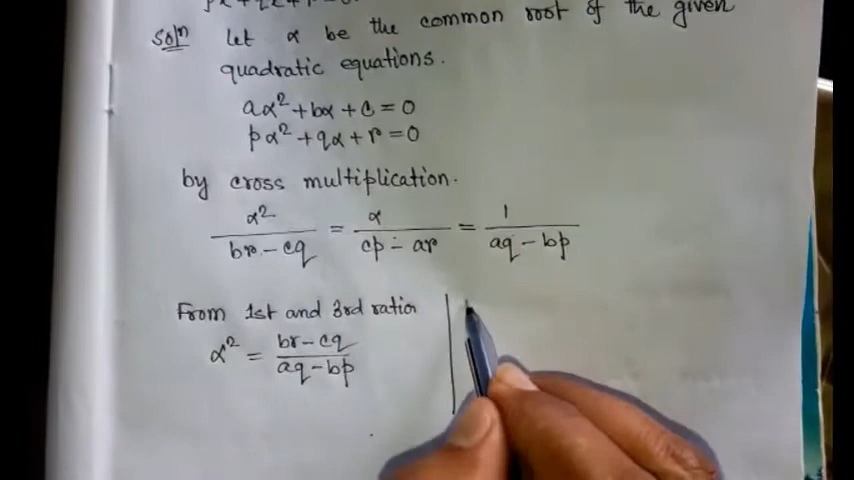 Soln Let α be the common root of the given
quadratic equations.
aα² + bα + c = 0
pα² + qα + r = 0
by cross multiplication.
α² / (br - cq) = α / (cp - ar) = 1 / (aq - bp)
From 1st and 3rd ration
α² = (br - cq) / (aq - bp)